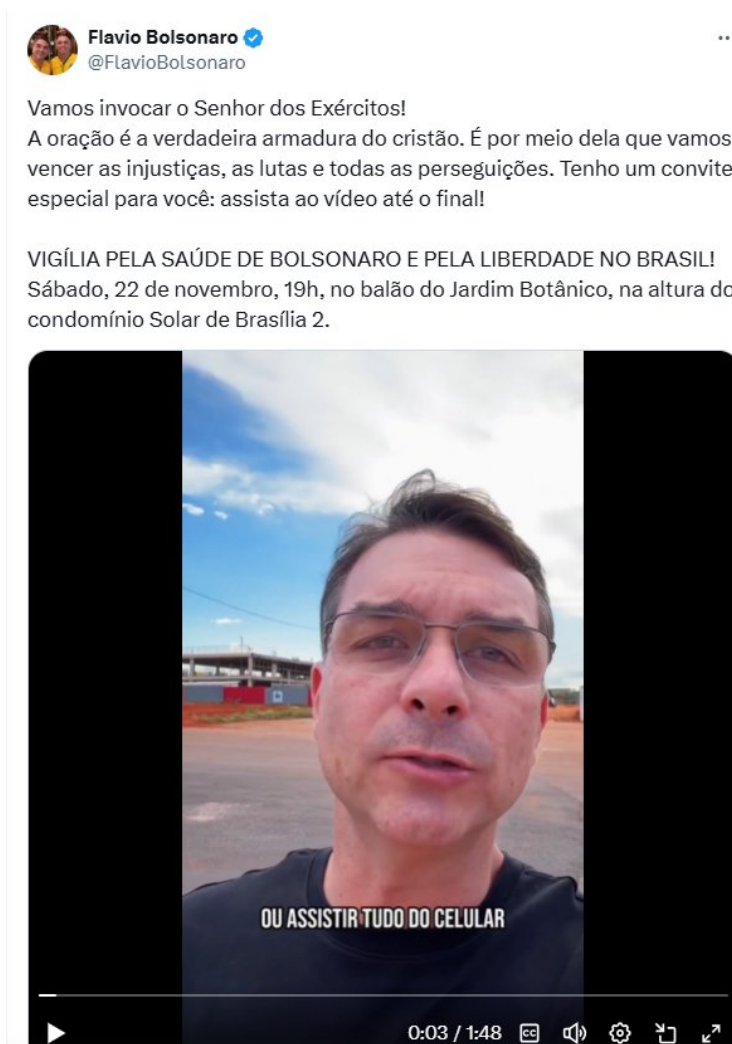 Flavio Bolsonaro
@FlavioBolsonaro
Vamos invocar o Senhor dos Exércitos!
A oração é a verdadeira armadura do cristão. É por meio dela que vamos
vencer as injustiças, as lutas e todas as perseguições. Tenho um convite
especial para você: assista ao vídeo até o final!
VIGÍLIA PELA SAÚDE DE BOLSONARO E PELA LIBERDADE NO BRASIL!
Sábado, 22 de novembro, 19h, no balão do Jardim Botânico, na altura do
condomínio Solar de Brasília 2.
OU ASSISTIR TUDO DO CELULAR
0:03 / 1:48 CC